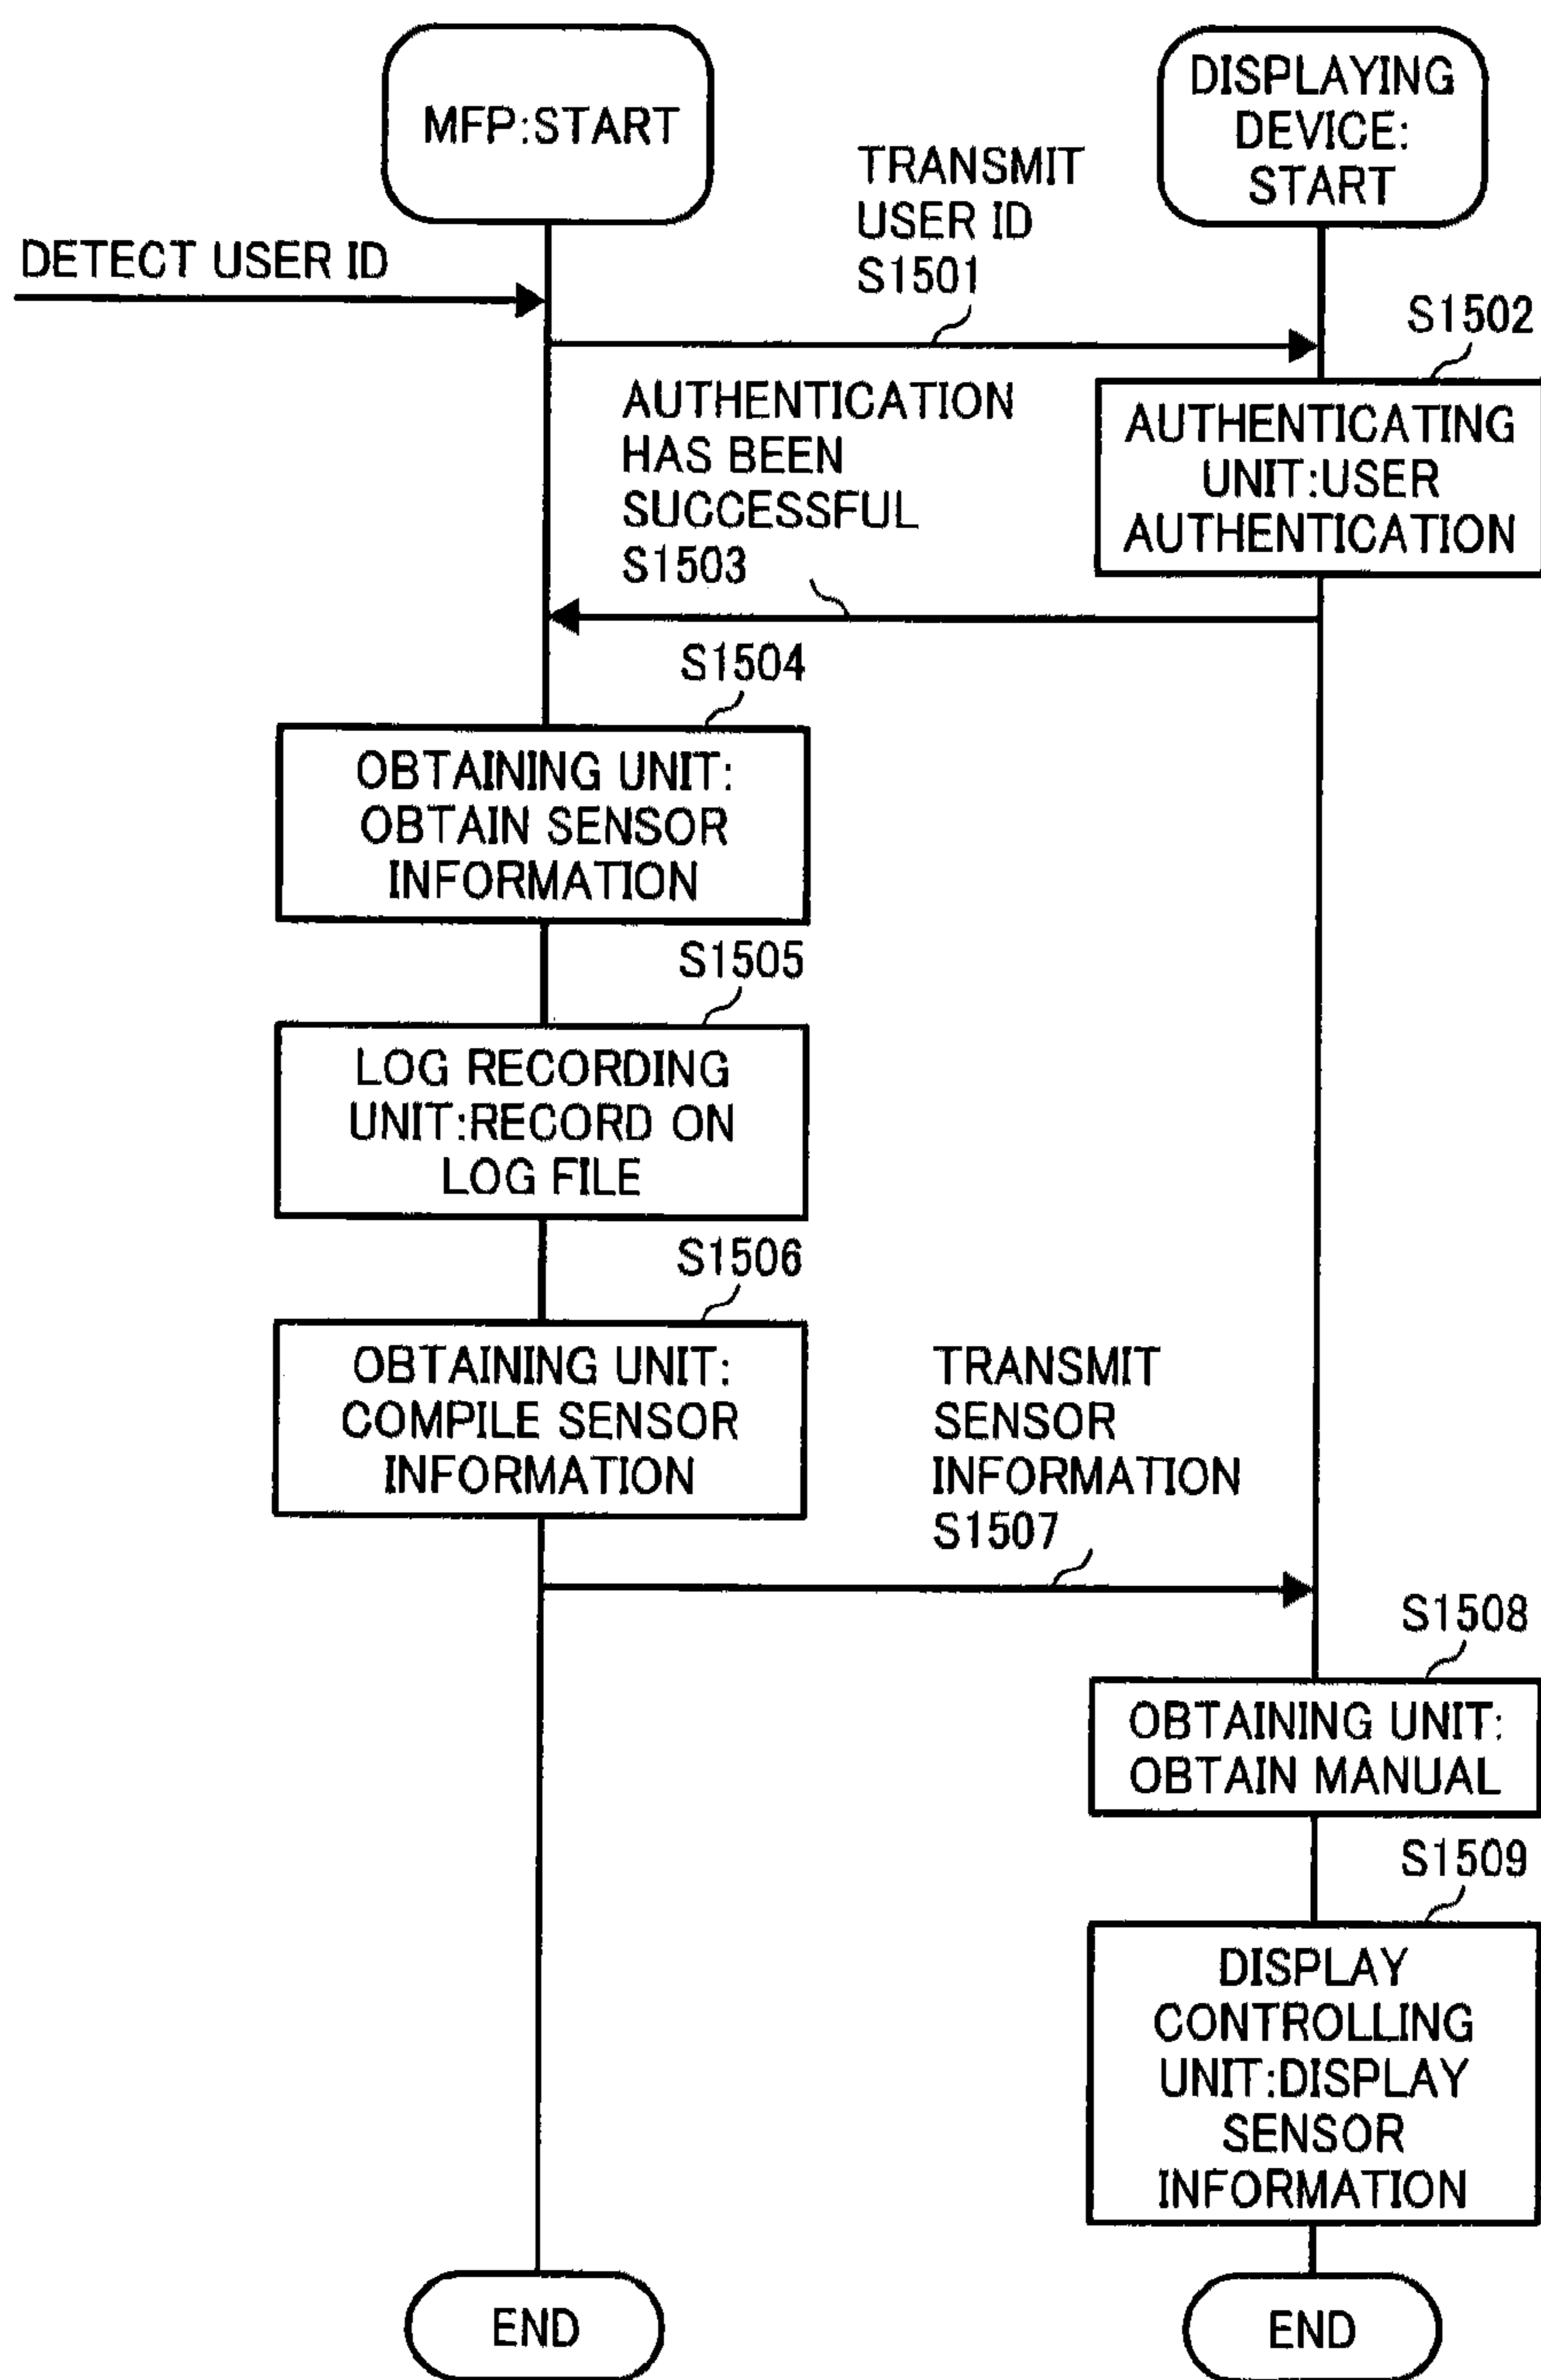 MFP:START
DISPLAYING
DEVICE:
START
TRANSMIT
USER ID
S1501
DETECT USER ID
S1502
AUTHENTICATING
UNIT:USER
AUTHENTICATION
AUTHENTICATION
HAS BEEN
SUCCESSFUL
S1503
S1504
OBTAINING UNIT:
OBTAIN SENSOR
INFORMATION
S1505
LOG RECORDING
UNIT:RECORD ON
LOG FILE
S1506
OBTAINING UNIT:
COMPILE SENSOR
INFORMATION
TRANSMIT
SENSOR
INFORMATION
S1507
S1508
OBTAINING UNIT:
OBTAIN MANUAL
S1509
DISPLAY
CONTROLLING
UNIT:DISPLAY
SENSOR
INFORMATION
END
END